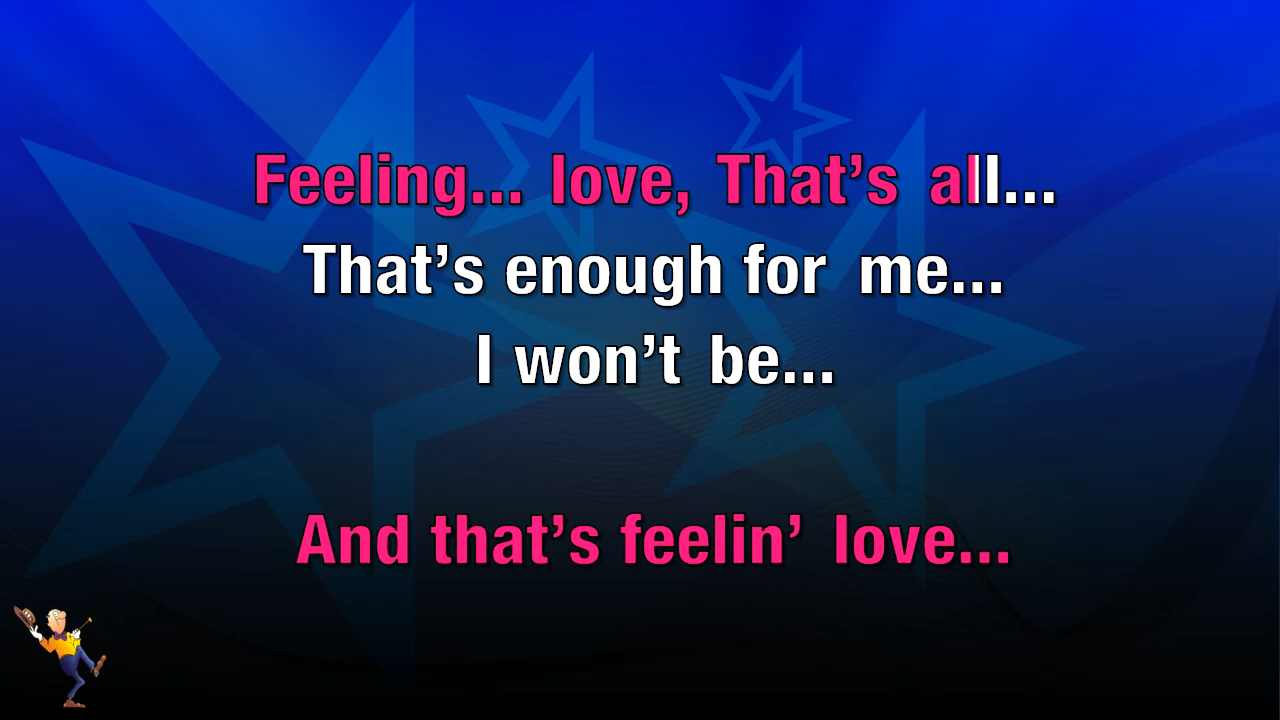 Feeling... love, That’s all...
That’s enough for me...
I won’t be...
And that’s feelin’ love...